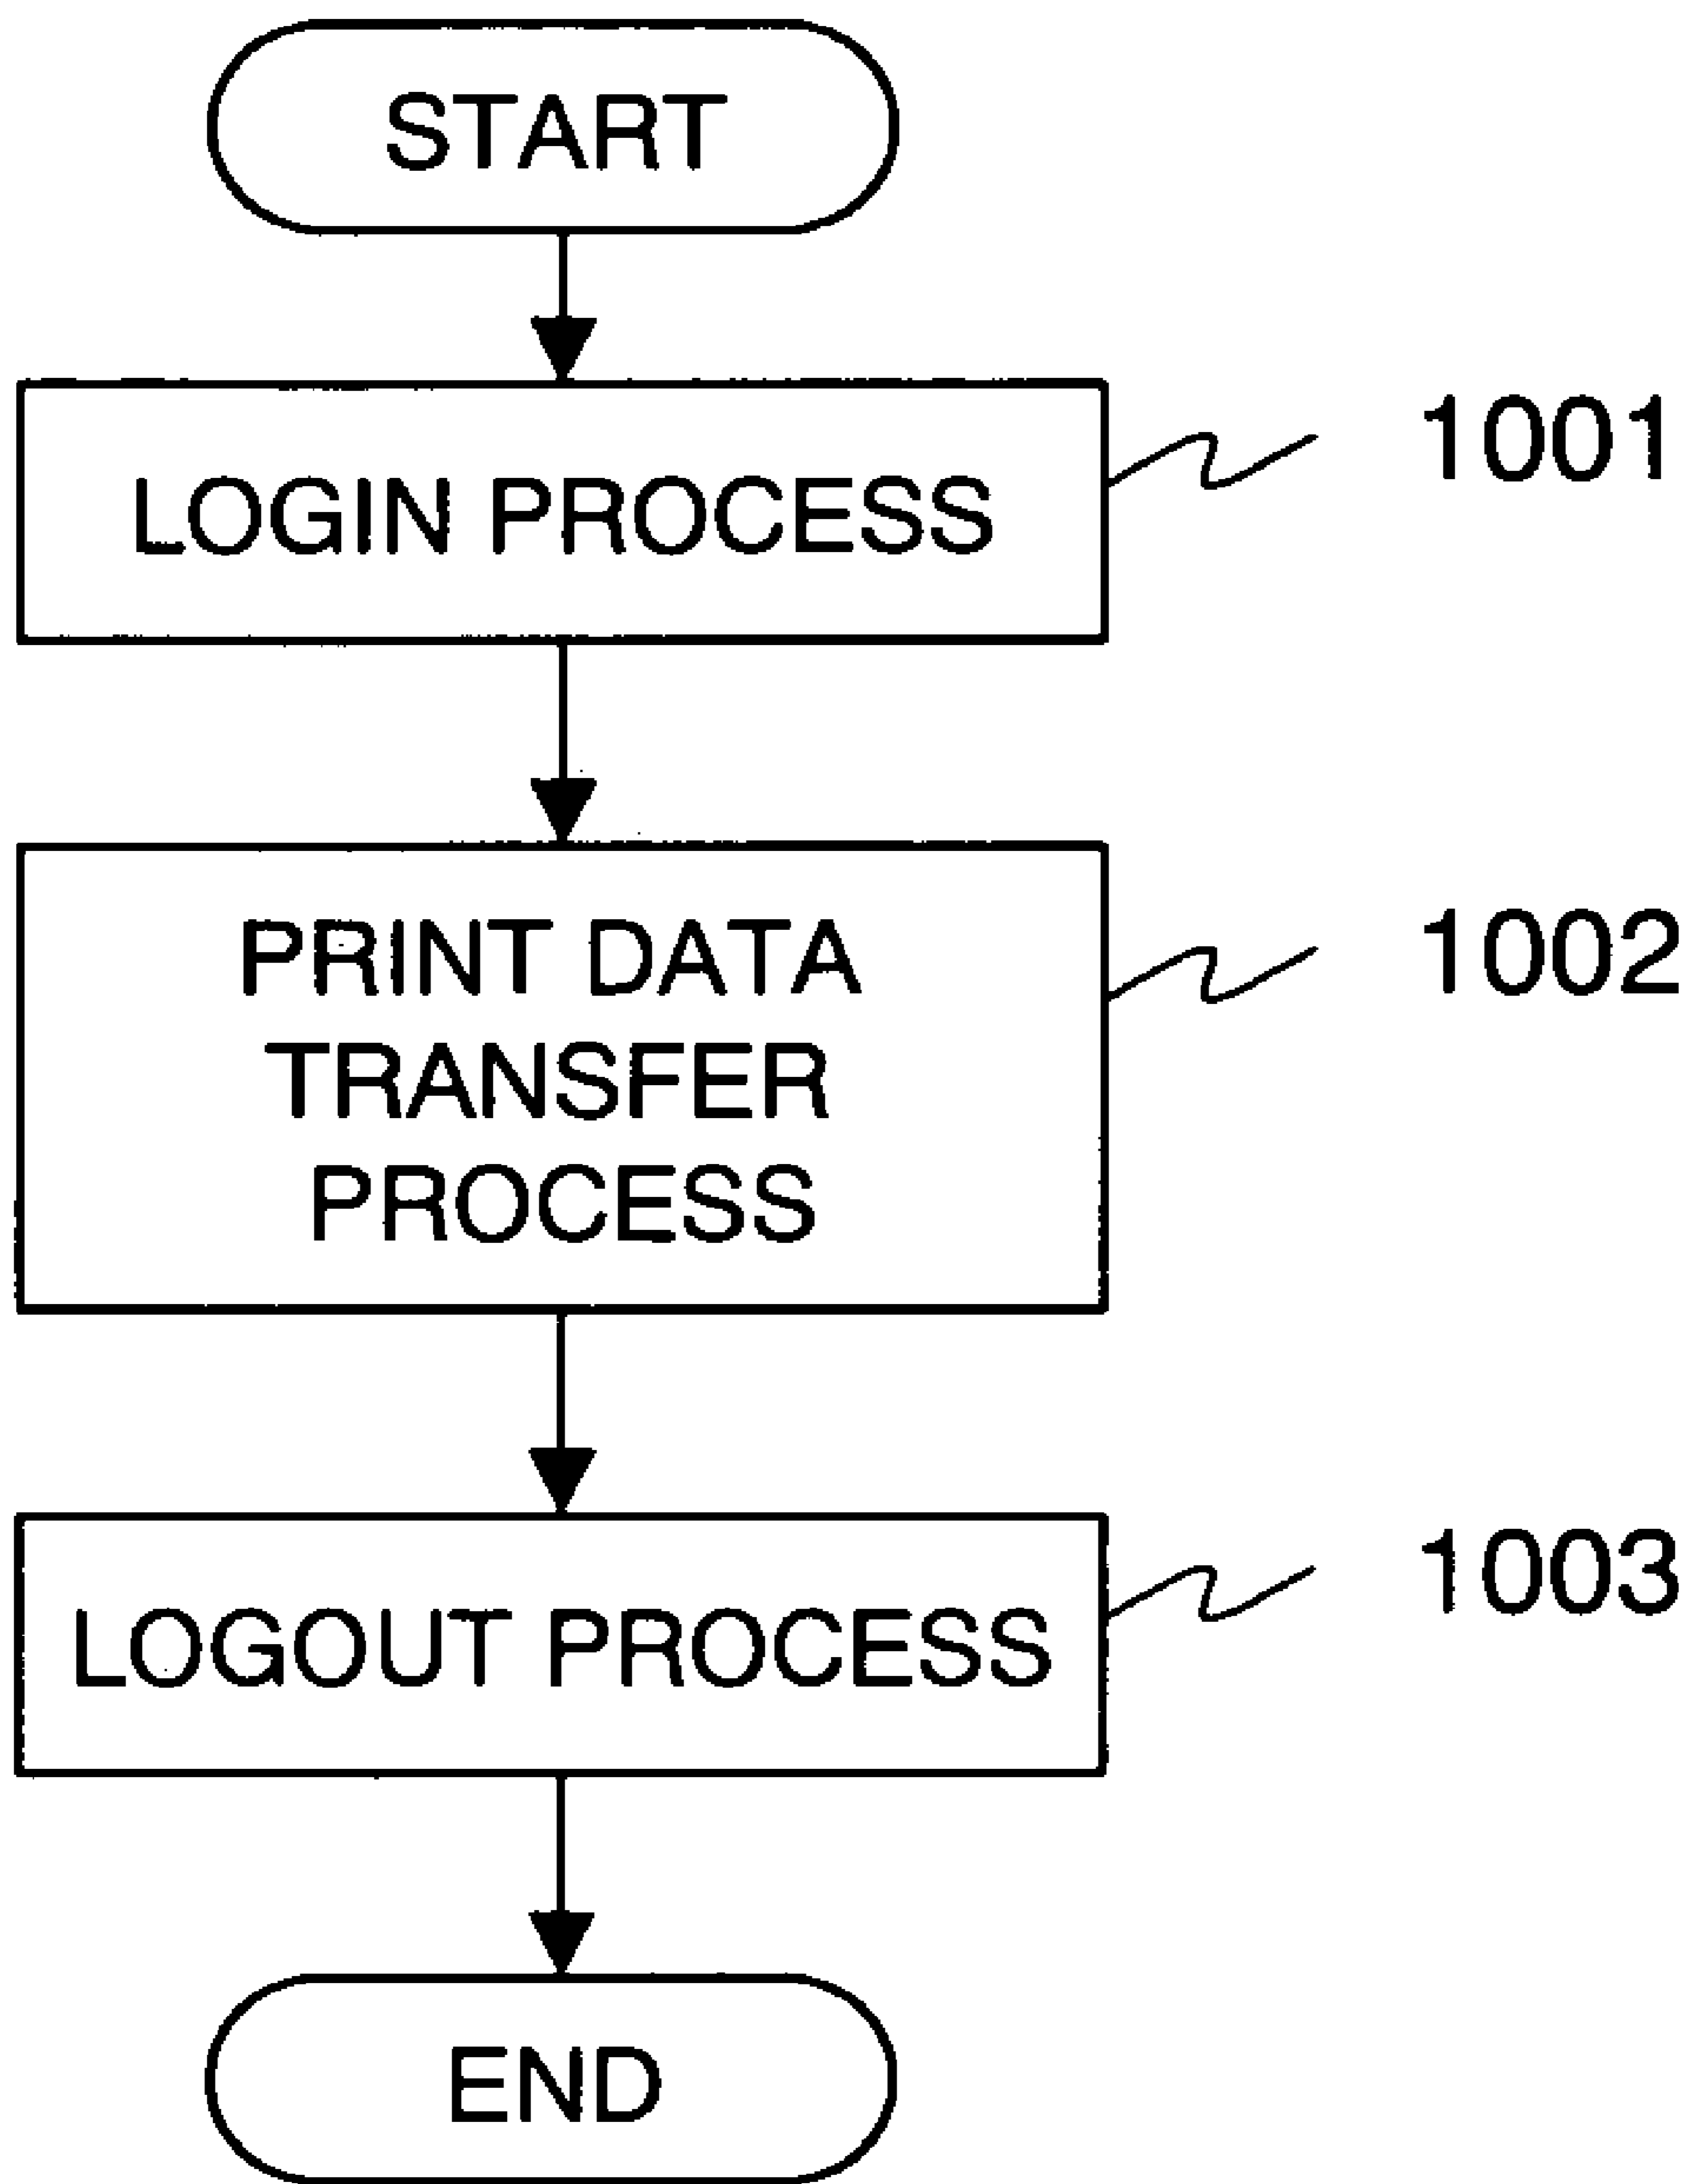 START
LOGIN PROCESS
1001
PRINT DATA
TRANSFER
PROCESS
1002
LOGOUT PROCESS
1003
END